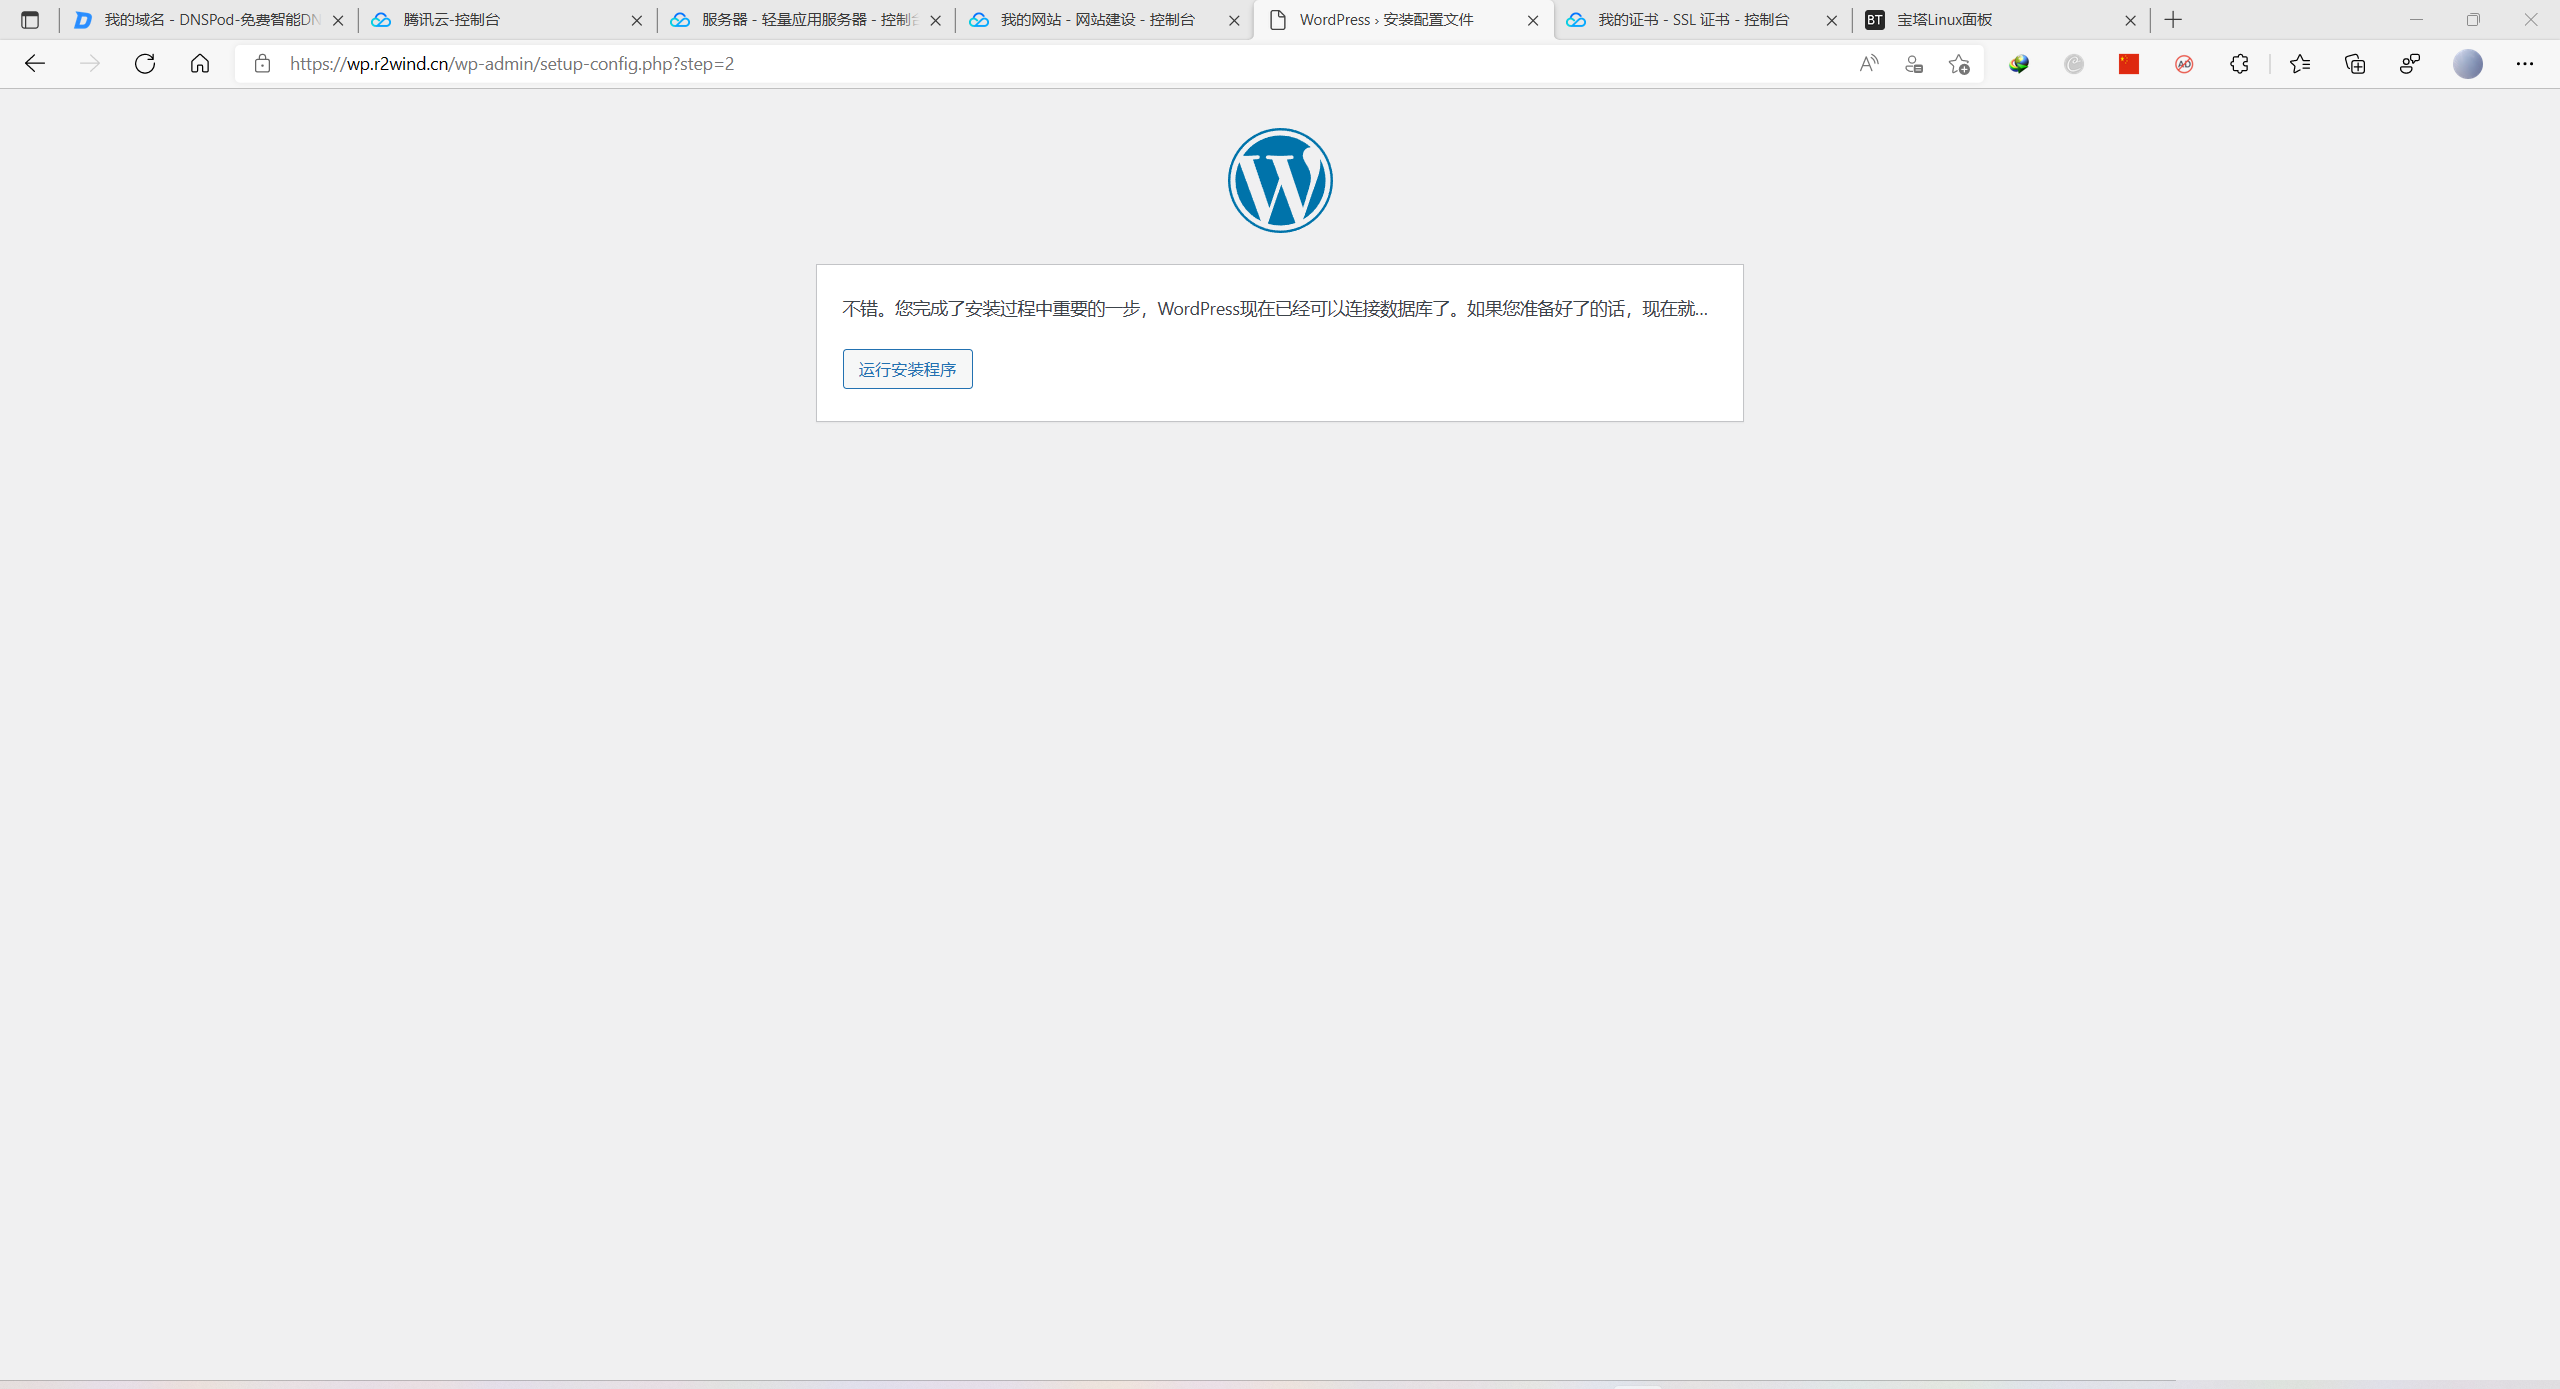 我的域名 - DNSPod-免费智能DN
腾讯云-控制台
服务器 - 轻量应用服务器 - 控制台
我的网站 - 网站建设 - 控制台
WordPress › 安装配置文件
我的证书 - SSL 证书 - 控制台
BT 宝塔Linux面板
https://wp.r2wind.cn/wp-admin/setup-config.php?step=2
不错。您完成了安装过程中重要的一步，WordPress现在已经可以连接数据库了。如果您准备好了的话，现在就…
运行安装程序